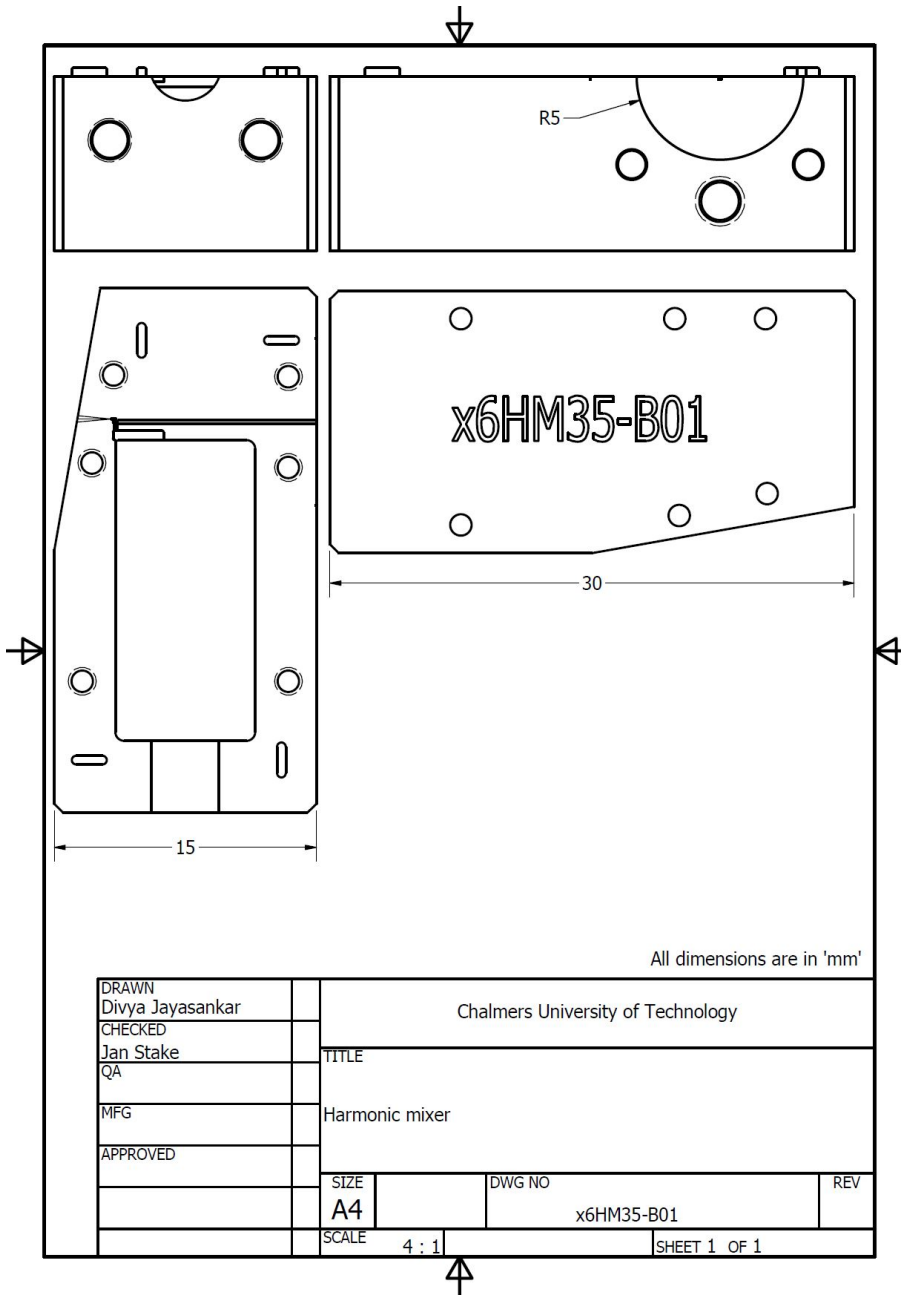 R5
x6HM35-B01
30
15
All dimensions are in 'mm'
DRAWN
Divya Jayasankar
CHECKED
Jan Stake
QA
MFG
APPROVED
Chalmers University of Technology
TITLE
Harmonic mixer
SIZE
A4
DWG NO
x6HM35-B01
REV
SCALE
4 : 1
SHEET 1 OF 1